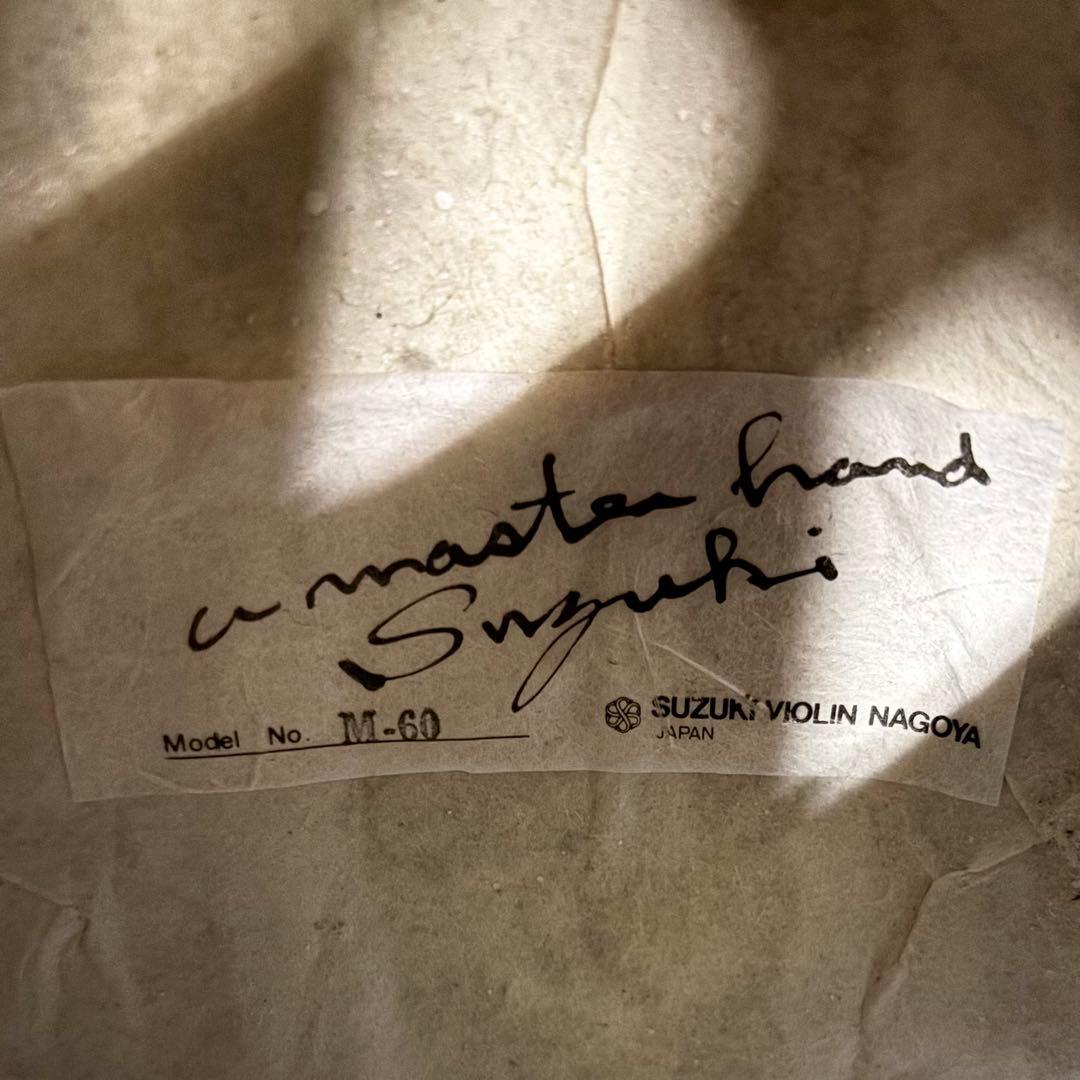 a master hand
Suzuki
Model No. M-60
SUZUKI VIOLIN NAGOYA
JAPAN